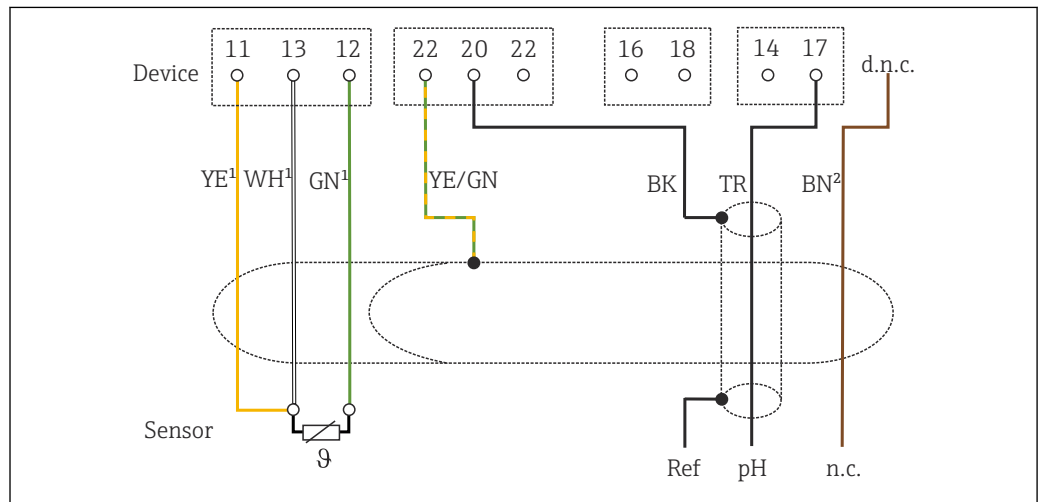 11 13 12 22 20 22 16 18 14 17
Device d.n.c.
YE¹ WH¹ GN¹ YE/GN BK TR BN²
Sensor
ϑ Ref pH n.c.